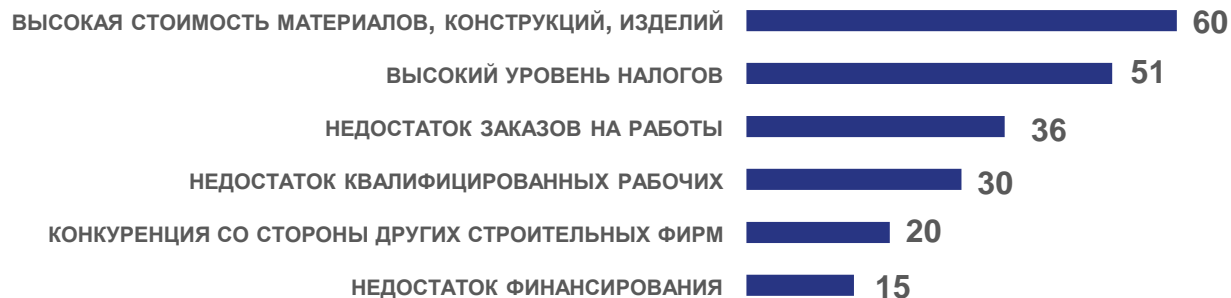 ВЫСОКАЯ СТОИМОСТЬ МАТЕРИАЛОВ, КОНСТРУКЦИЙ, ИЗДЕЛИЙ 60
ВЫСОКИЙ УРОВЕНЬ НАЛОГОВ 51
НЕДОСТАТОК ЗАКАЗОВ НА РАБОТЫ 36
НЕДОСТАТОК КВАЛИФИЦИРОВАННЫХ РАБОЧИХ 30
КОНКУРЕНЦИЯ СО СТОРОНЫ ДРУГИХ СТРОИТЕЛЬНЫХ ФИРМ 20
НЕДОСТАТОК ФИНАНСИРОВАНИЯ 15